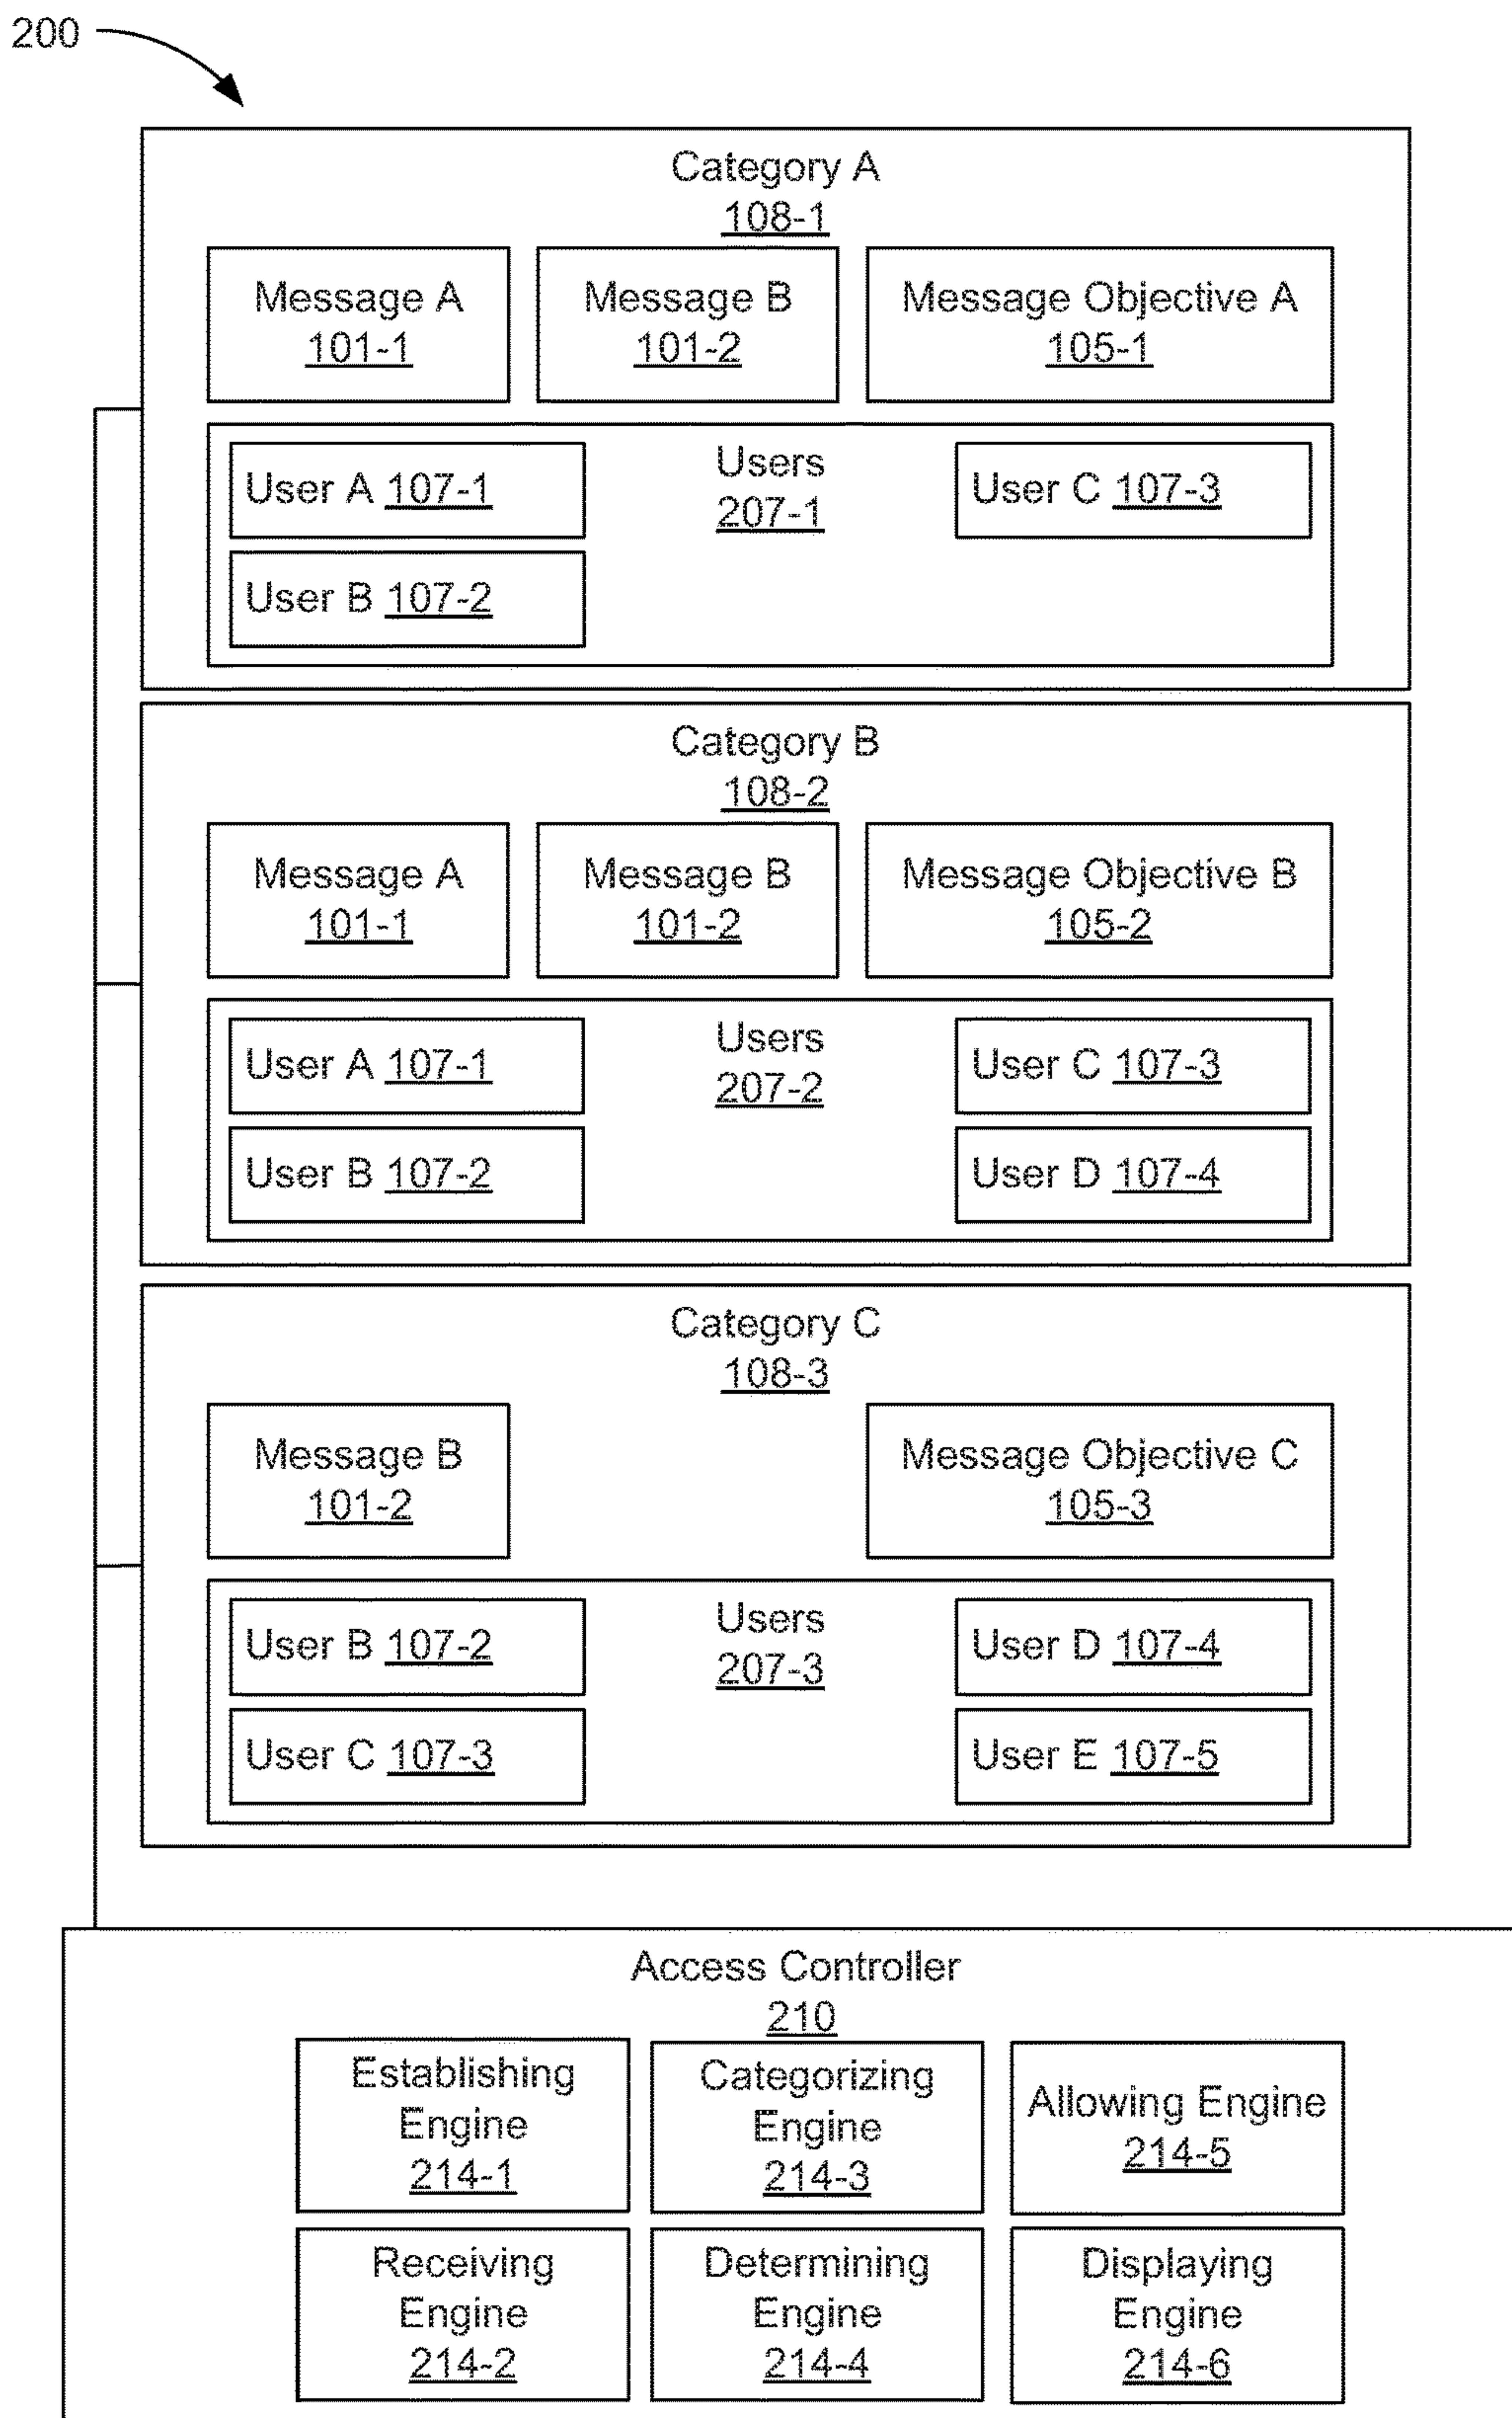 200
Category A
108-1
Message A
101-1
Message B
101-2
Message Objective A
105-1
User A 107-1
Users
207-1
User C 107-3
User B 107-2
Category B
108-2
Message A
101-1
Message B
101-2
Message Objective B
105-2
User A 107-1
Users
207-2
User C 107-3
User B 107-2
User D 107-4
Category C
108-3
Message B
101-2
Message Objective C
105-3
User B 107-2
Users
207-3
User D 107-4
User C 107-3
User E 107-5
Access Controller
210
Establishing
Engine
214-1
Categorizing
Engine
214-3
Allowing Engine
214-5
Receiving
Engine
214-2
Determining
Engine
214-4
Displaying
Engine
214-6